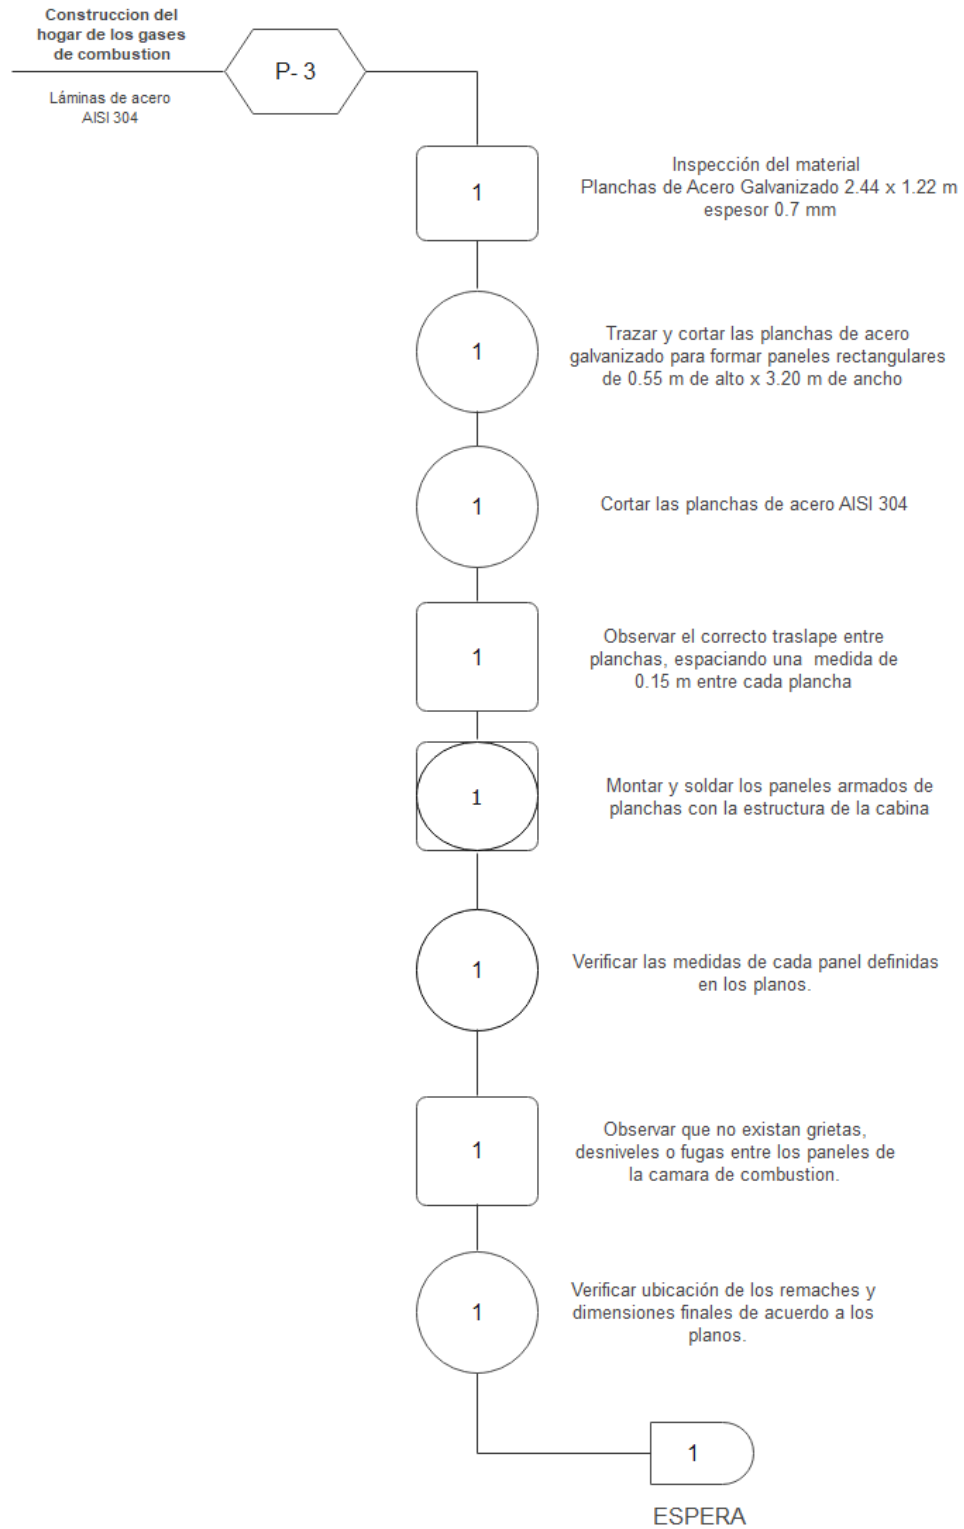 Construccion del
hogar de los gases
de combustion
P- 3
Láminas de acero
AISI 304
1
Inspección del material
Planchas de Acero Galvanizado 2.44 x 1.22 m
espesor 0.7 mm
1
Trazar y cortar las planchas de acero
galvanizado para formar paneles rectangulares
de 0.55 m de alto x 3.20 m de ancho
1
Cortar las planchas de acero AISI 304
1
Observar el correcto traslape entre
planchas, espaciando una medida de
0.15 m entre cada plancha
1
Montar y soldar los paneles armados de
planchas con la estructura de la cabina
1
Verificar las medidas de cada panel definidas
en los planos.
1
Observar que no existan grietas,
desniveles o fugas entre los paneles de
la camara de combustion.
1
Verificar ubicación de los remaches y
dimensiones finales de acuerdo a los
planos.
1
ESPERA